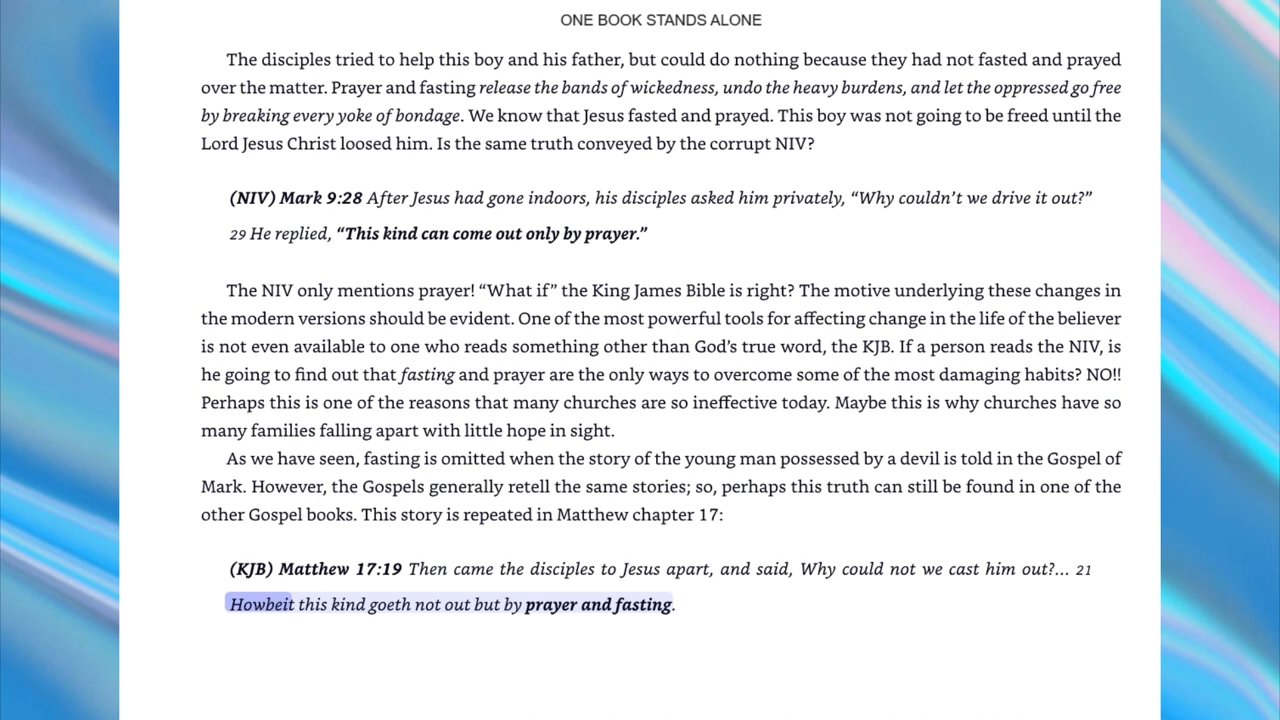 ONE BOOK STANDS ALONE
The disciples tried to help this boy and his father, but could do nothing because they had not fasted and prayed
over the matter. Prayer and fasting release the bands of wickedness, undo the heavy burdens, and let the oppressed go free
by breaking every yoke of bondage. We know that Jesus fasted and prayed. This boy was not going to be freed until the
Lord Jesus Christ loosed him. Is the same truth conveyed by the corrupt NIV?
(NIV) Mark 9:28 After Jesus had gone indoors, his disciples asked him privately, “Why couldn’t we drive it out?”
29 He replied, “This kind can come out only by prayer.”
The NIV only mentions prayer! “What if” the King James Bible is right? The motive underlying these changes in
the modern versions should be evident. One of the most powerful tools for affecting change in the life of the believer
is not even available to one who reads something other than God’s true word, the KJB. If a person reads the NIV, is
he going to find out that fasting and prayer are the only ways to overcome some of the most damaging habits? NO!!
Perhaps this is one of the reasons that many churches are so ineffective today. Maybe this is why churches have so
many families falling apart with little hope in sight.
As we have seen, fasting is omitted when the story of the young man possessed by a devil is told in the Gospel of
Mark. However, the Gospels generally retell the same stories; so, perhaps this truth can still be found in one of the
other Gospel books. This story is repeated in Matthew chapter 17:
(KJB) Matthew 17:19 Then came the disciples to Jesus apart, and said, Why could not we cast him out?... 21
Howbeit this kind goeth not out but by prayer and fasting.